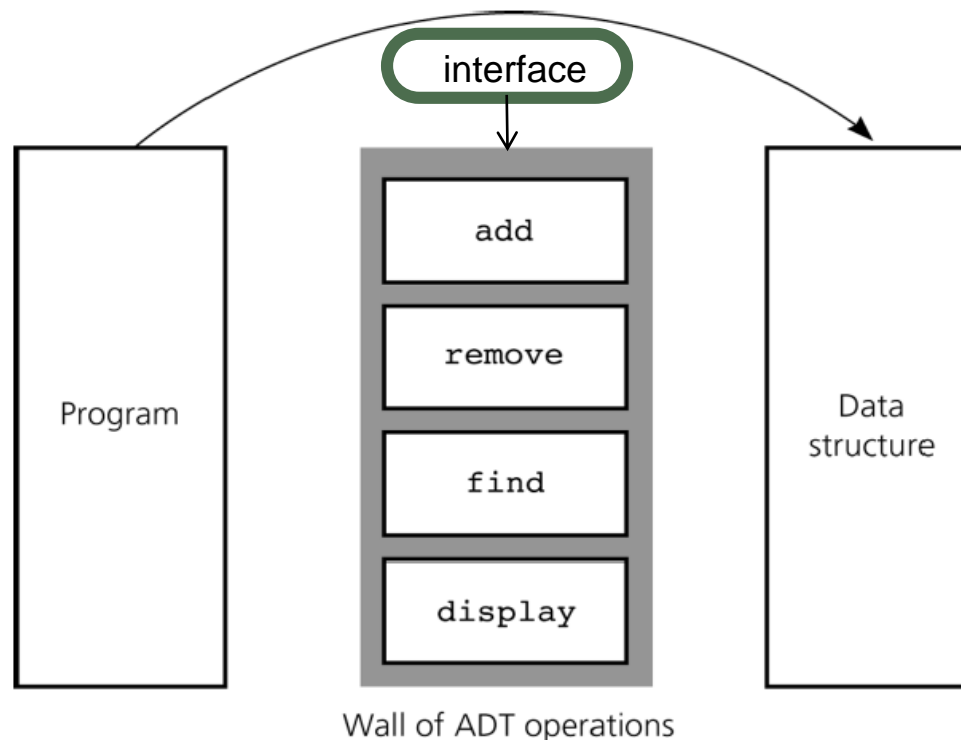 interface
add
remove
Program
Data
structure
find
display
Wall of ADT operations